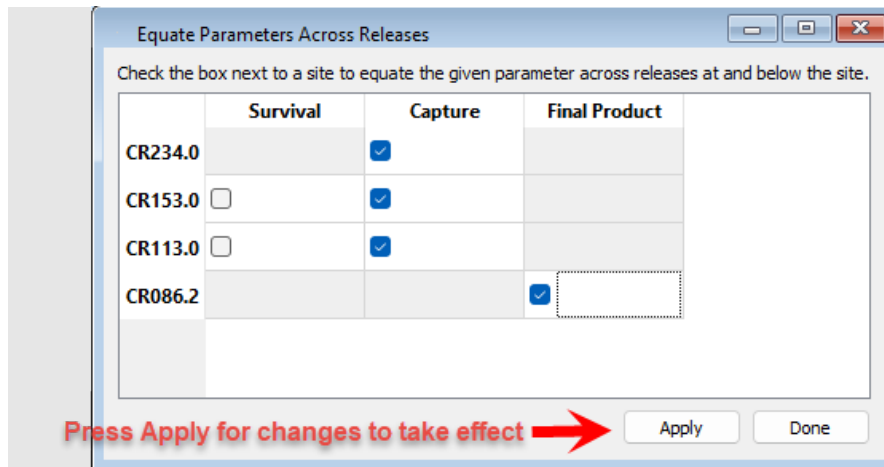 Equate Parameters Across Releases
Check the box next to a site to equate the given parameter across releases at and below the site.
Survival Capture Final Product
CR234.0
CR153.0
CR113.0
CR086.2
Press Apply for changes to take effect Apply Done